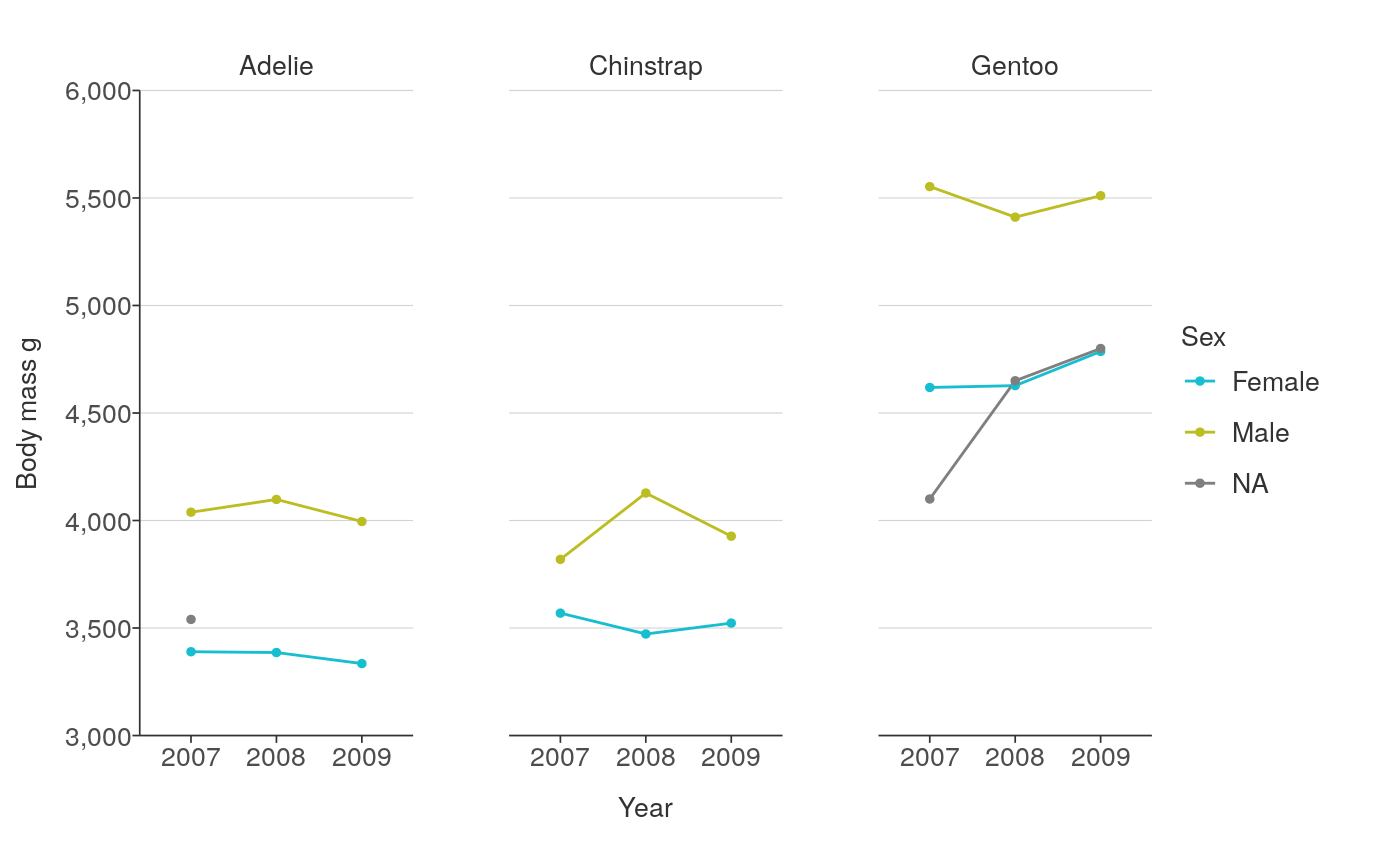 Adelie
Chinstrap
Gentoo
6,000
5,500
5,000
4,500
4,000
3,500
3,000
Body mass g
2007 2008 2009
2007 2008 2009
2007 2008 2009
Year
Sex
Female
Male
NA